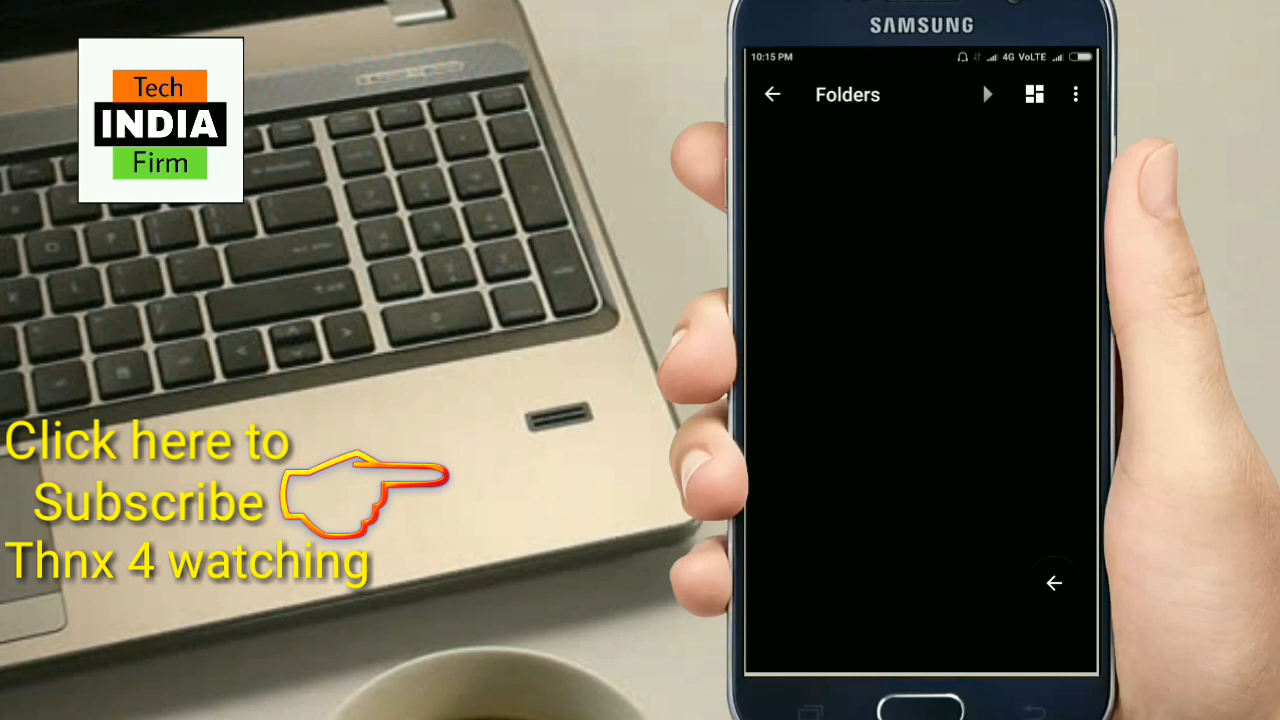 Tech
INDIA
Firm
SAMSUNG
10:15 PM
4G VoLTE
Folders
Click here to
Subscribe
Thnx 4 watching